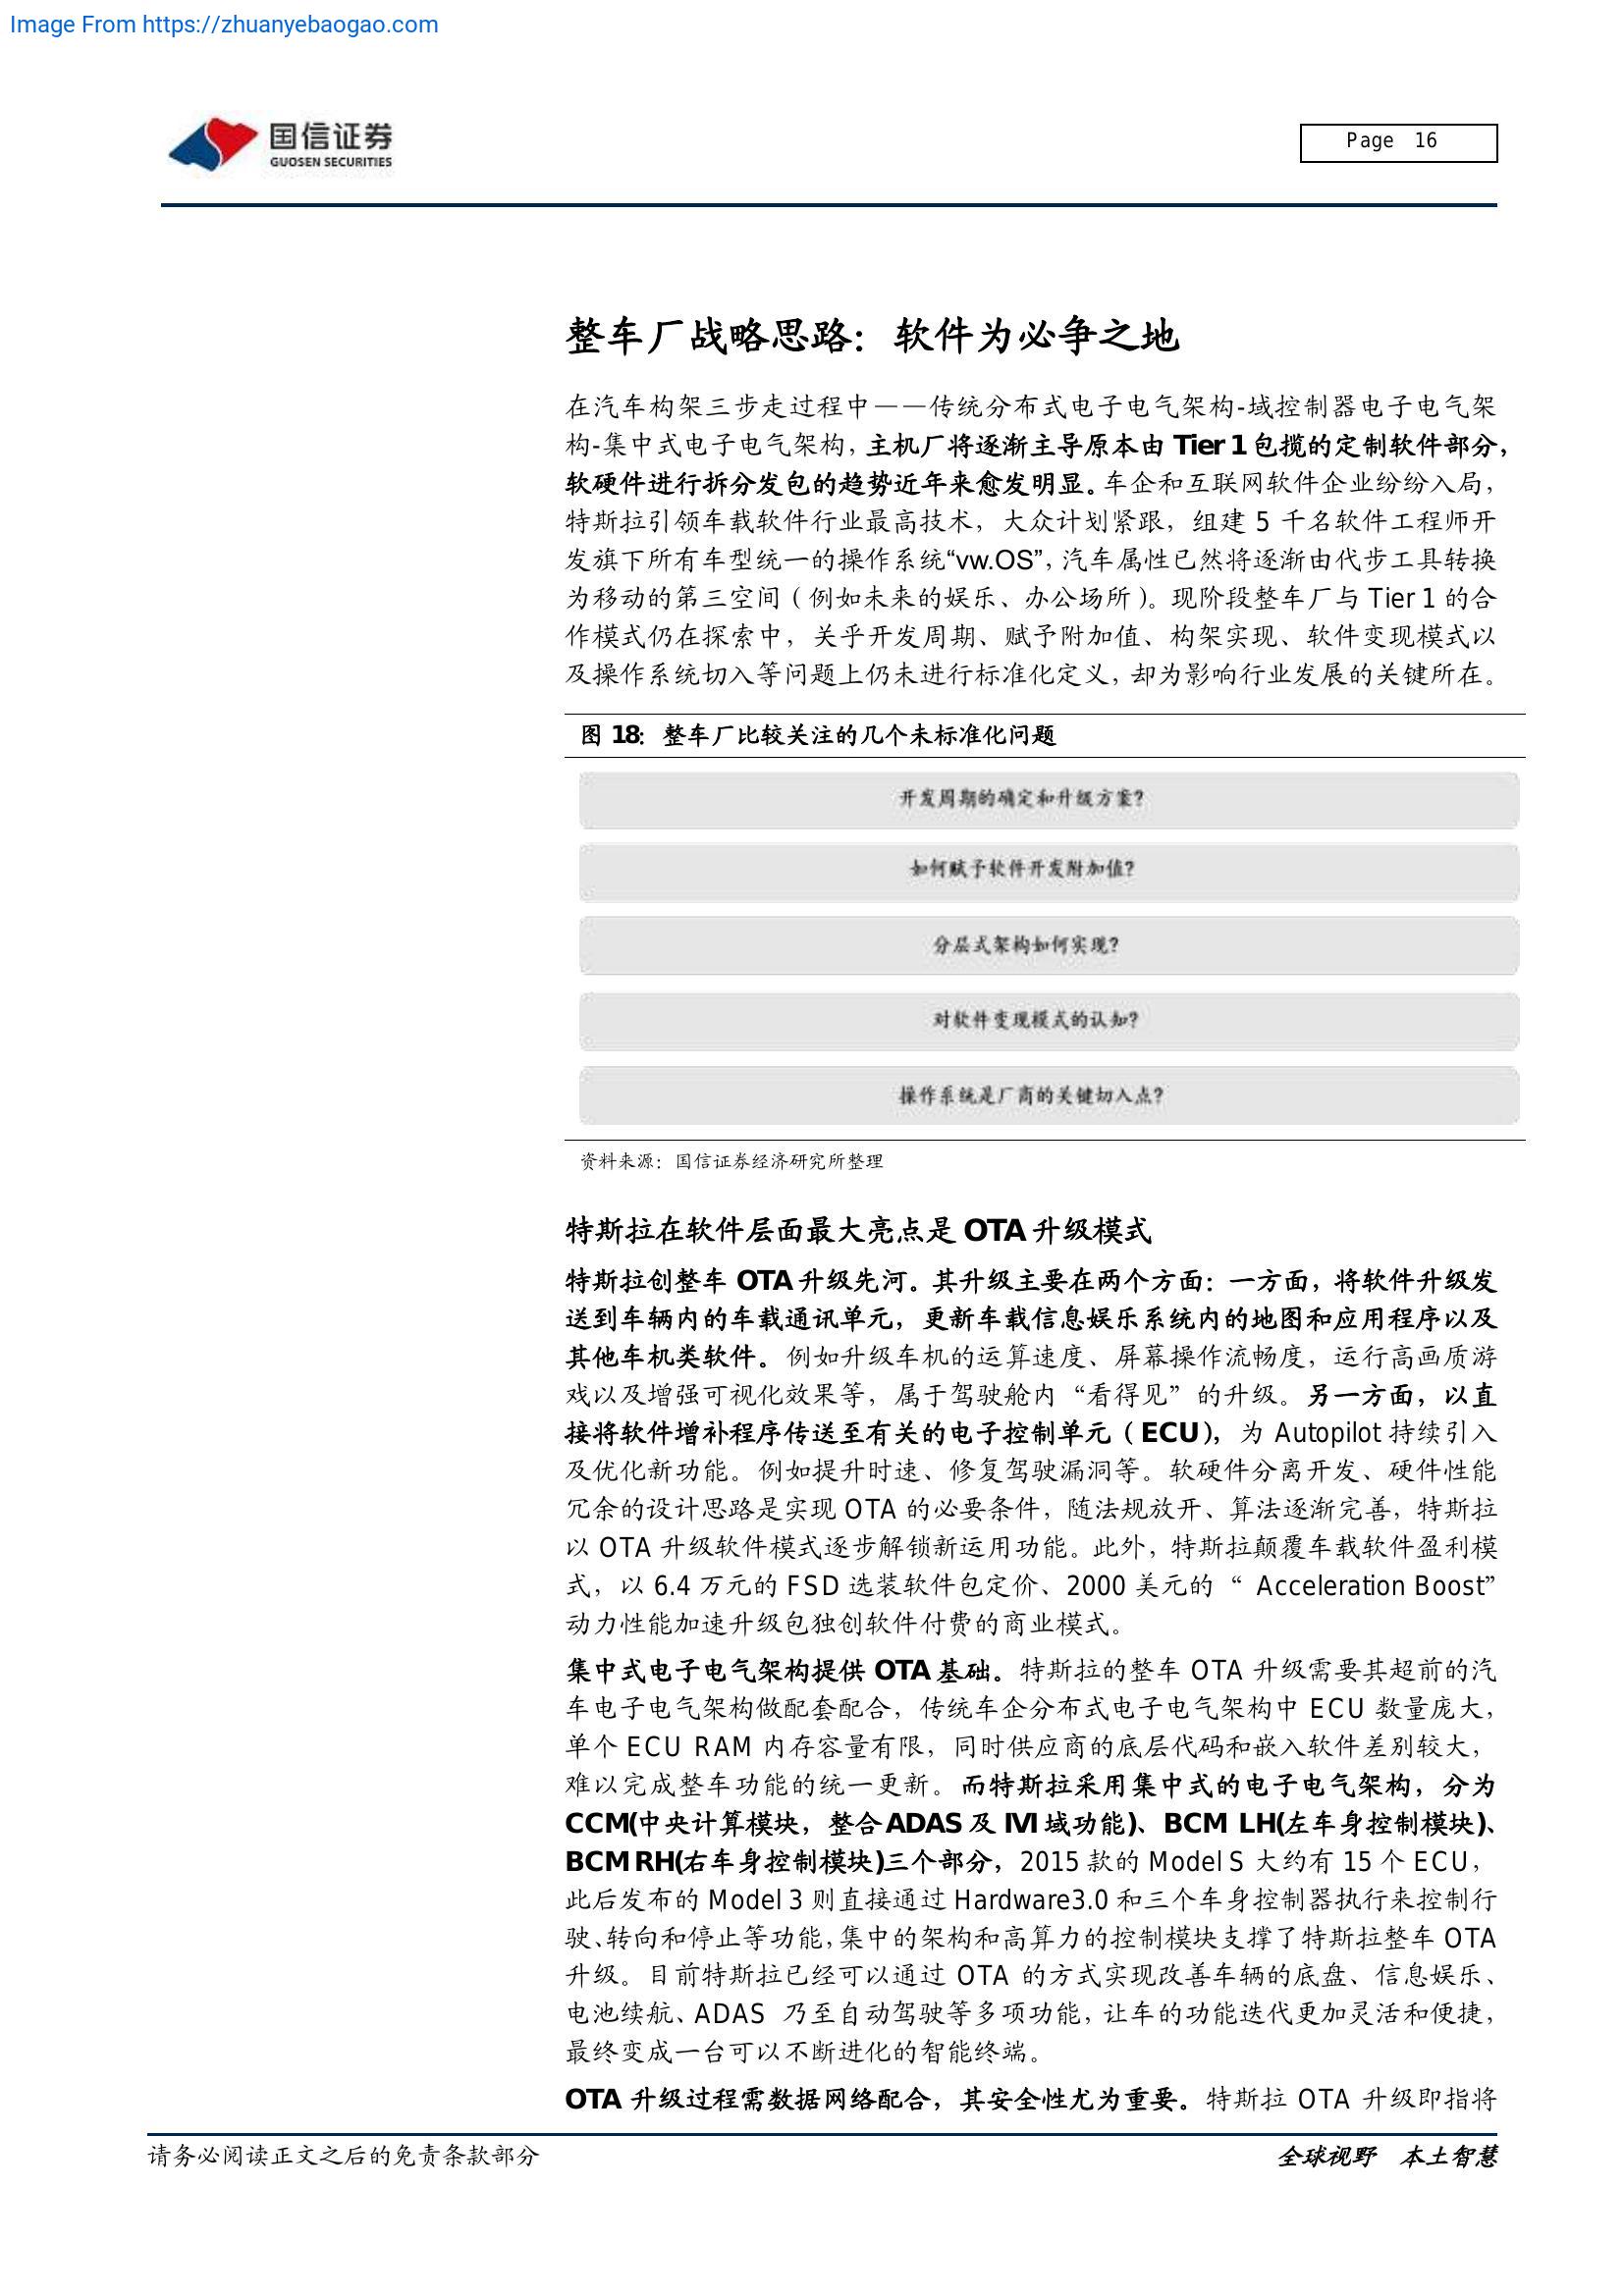 Image From https://zhuanyebaogao.com
国信证券
GUOSEN SECURITIES
Page 16
整车厂战略思路：软件为必争之地
在汽车构架三步走过程中——传统分布式电子电气架构-域控制器电子电气架
构-集中式电子电气架构，主机厂将逐渐主导原本由 Tier 1 包揽的定制软件部分，
软硬件进行拆分发包的趋势近年来愈发明显。车企和互联网软件企业纷纷入局，
特斯拉引领车载软件行业最高技术，大众计划紧跟，组建 5 千名软件工程师开
发旗下所有车型统一的操作系统“vw.OS”，汽车属性已然将逐渐由代步工具转换
为移动的第三空间（例如未来的娱乐、办公场所）。现阶段整车厂与 Tier 1 的合
作模式仍在探索中，关乎开发周期、赋予附加值、构架实现、软件变现模式以
及操作系统切入等问题上仍未进行标准化定义，却为影响行业发展的关键所在。
图 18：整车厂比较关注的几个未标准化问题
开发周期的确定和升级方案？
如何赋予软件开发附加值？
分层式架构如何实现？
对软件变现模式的认知？
操作系统是厂商的关键切入点？
资料来源：国信证券经济研究所整理
特斯拉在软件层面最大亮点是 OTA 升级模式
特斯拉创整车 OTA 升级先河。其升级主要在两个方面：一方面，将软件升级发
送到车辆内的车载通讯单元，更新车载信息娱乐系统内的地图和应用程序以及
其他车机类软件。例如升级车机的运算速度、屏幕操作流畅度，运行高画质游
戏以及增强可视化效果等，属于驾驶舱内“看得见”的升级。另一方面，以直
接将软件增补程序传送至有关的电子控制单元（ECU），为 Autopilot 持续引入
及优化新功能。例如提升时速、修复驾驶漏洞等。软硬件分离开发、硬件性能
冗余的设计思路是实现 OTA 的必要条件，随法规放开、算法逐渐完善，特斯拉
以 OTA 升级软件模式逐步解锁新运用功能。此外，特斯拉颠覆车载软件盈利模
式，以 6.4 万元的 FSD 选装软件包定价、2000 美元的“ Acceleration Boost”
动力性能加速升级包独创软件付费的商业模式。
集中式电子电气架构提供 OTA 基础。特斯拉的整车 OTA 升级需要其超前的汽
车电子电气架构做配套配合，传统车企分布式电子电气架构中 ECU 数量庞大，
单个 ECU RAM 内存容量有限，同时供应商的底层代码和嵌入软件差别较大，
难以完成整车功能的统一更新。而特斯拉采用集中式的电子电气架构，分为
CCM(中央计算模块，整合 ADAS 及 IVI 域功能)、BCM LH(左车身控制模块)、
BCM RH(右车身控制模块)三个部分，2015 款的 Model S 大约有 15 个 ECU，
此后发布的 Model 3 则直接通过 Hardware3.0 和三个车身控制器执行来控制行
驶、转向和停止等功能，集中的架构和高算力的控制模块支撑了特斯拉整车 OTA
升级。目前特斯拉已经可以通过 OTA 的方式实现改善车辆的底盘、信息娱乐、
电池续航、ADAS 乃至自动驾驶等多项功能，让车的功能迭代更加灵活和便捷，
最终变成一台可以不断进化的智能终端。
OTA 升级过程需数据网络配合，其安全性尤为重要。特斯拉 OTA 升级即指将
请务必阅读正文之后的免责条款部分
全球视野 本土智慧